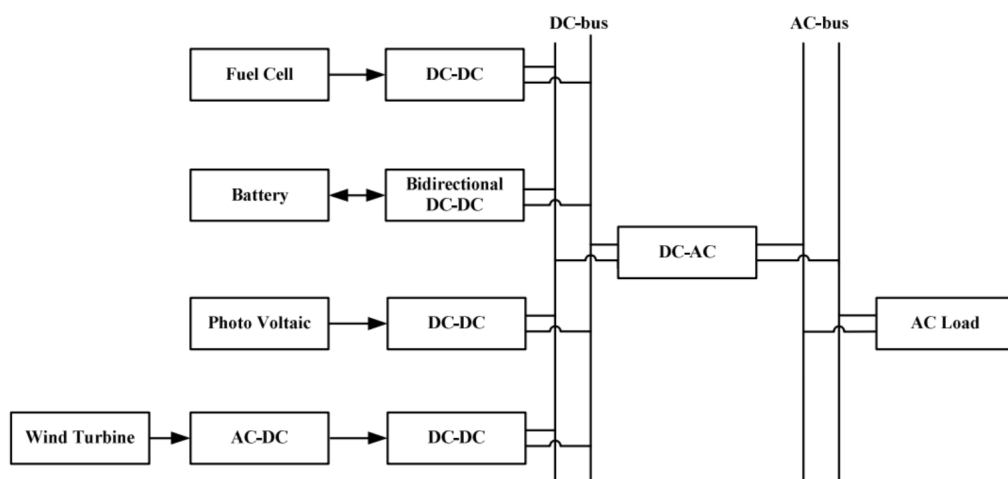 DC-bus
AC-bus
Fuel Cell
DC-DC
Battery
Bidirectional
DC-DC
DC-AC
Photo Voltaic
DC-DC
AC Load
Wind Turbine
AC-DC
DC-DC